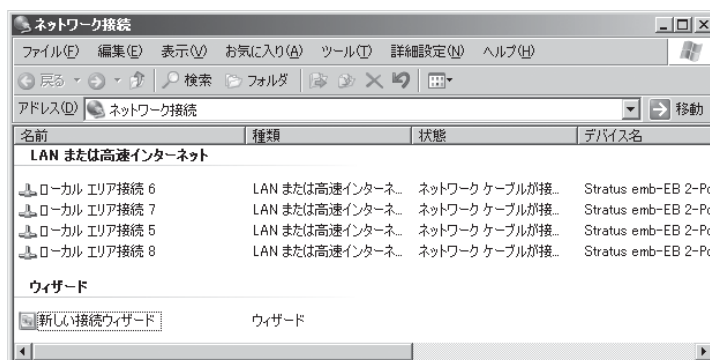 ネットワーク接続
ファイル(F) 編集(E) 表示(V) お気に入り(A) ツール(T) 詳細設定(N) ヘルプ(H)
戻る 検索 フォルダ
アドレス(D) ネットワーク接続 移動
名前 種類 状態 デバイス名
LAN または高速インターネット
ローカル エリア接続 6 LAN または高速インターネ... ネットワーク ケーブルが接... Stratus emb-EB 2-Po
ローカル エリア接続 7 LAN または高速インターネ... ネットワーク ケーブルが接... Stratus emb-EB 2-Po
ローカル エリア接続 5 LAN または高速インターネ... ネットワーク ケーブルが接... Stratus emb-EB 2-Po
ローカル エリア接続 8 LAN または高速インターネ... ネットワーク ケーブルが接... Stratus emb-EB 2-Po
ウィザード
新しい接続ウィザード ウィザード